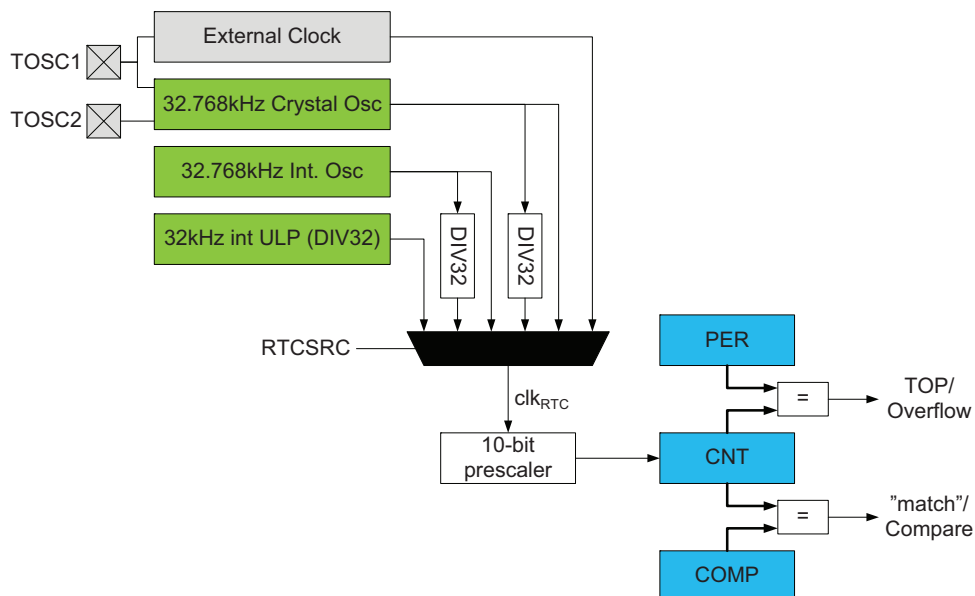 External Clock
TOSC1
32.768kHz Crystal Osc
TOSC2
32.768kHz Int. Osc
32kHz int ULP (DIV32)
DIV32
DIV32
RTCSRC
PER
clkRTC
TOP/
Overflow
=
10-bit
prescaler
CNT
=
”match”/
Compare
COMP